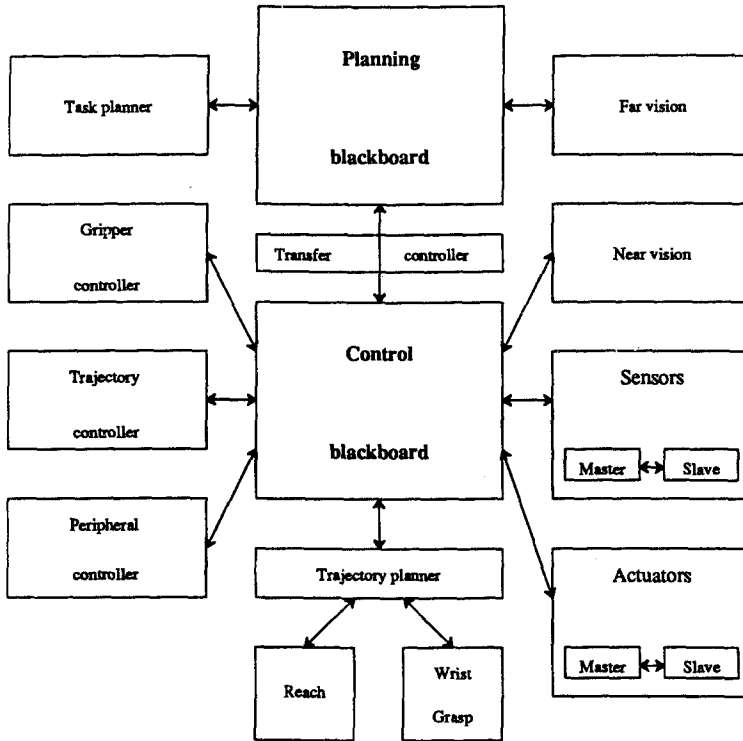 Planning
Task planner
Far vision
blackboard
Gripper
controller
Transfer controller
Near vision
Control
Trajectory
controller
Sensors
blackboard
Master Slave
Peripheral
controller
Trajectory planner
Actuators
Reach
Wrist
Grasp
Master Slave